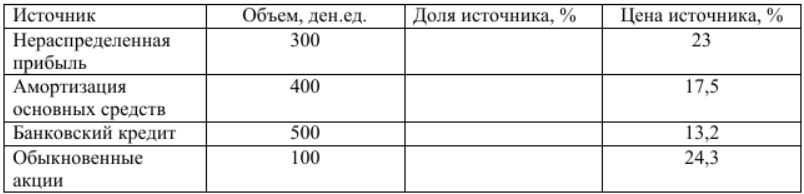 Источник Объем, ден.ед. Доля источника, % Цена источника, %
Нераспределенная 300 23
прибыль
Амортизация 400 17,5
основных средств
Банковский кредит 500 13,2
Обыкновенные 100 24,3
акции